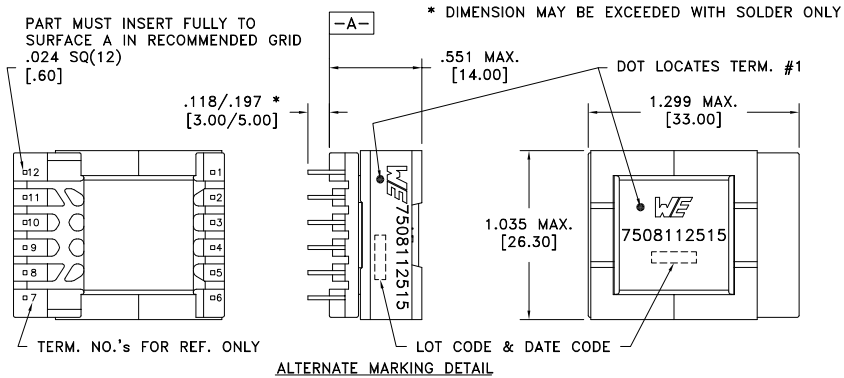 PART MUST INSERT FULLY TO
SURFACE A IN RECOMMENDED GRID
.024 SQ(12)
[.60]
-A-
* DIMENSION MAY BE EXCEEDED WITH SOLDER ONLY
.551 MAX.
[14.00]
DOT LOCATES TERM. #1
.118/.197 *
[3.00/5.00]
1.299 MAX.
[33.00]
12
11
10
9
8
7
1
2
3
4
5
6
WE
7508112515
1.035 MAX.
[26.30]
WE
7508112515
TERM. NO.'s FOR REF. ONLY
LOT CODE & DATE CODE
ALTERNATE MARKING DETAIL